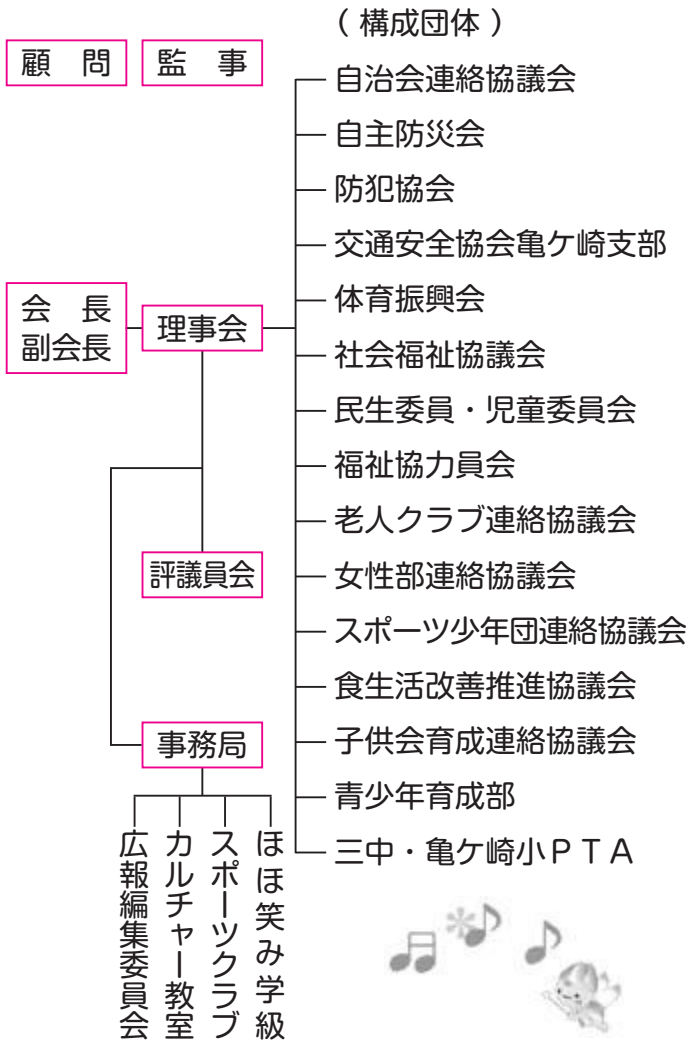 (構成団体)
顧 問
監 事
自治会連絡協議会
自主防災会
防犯協会
交通安全協会亀ケ崎支部
体育振興会
会 長
副会長
理事会
社会福祉協議会
民生委員・児童委員会
福祉協力員会
老人クラブ連絡協議会
評議員会
女性部連絡協議会
スポーツ少年団連絡協議会
食生活改善推進協議会
事務局
子供会育成連絡協議会
青少年育成部
三中・亀ケ崎小PTA
広報編集委員会
カルチャー教室
スポーツクラブ
ほほ笑み学級